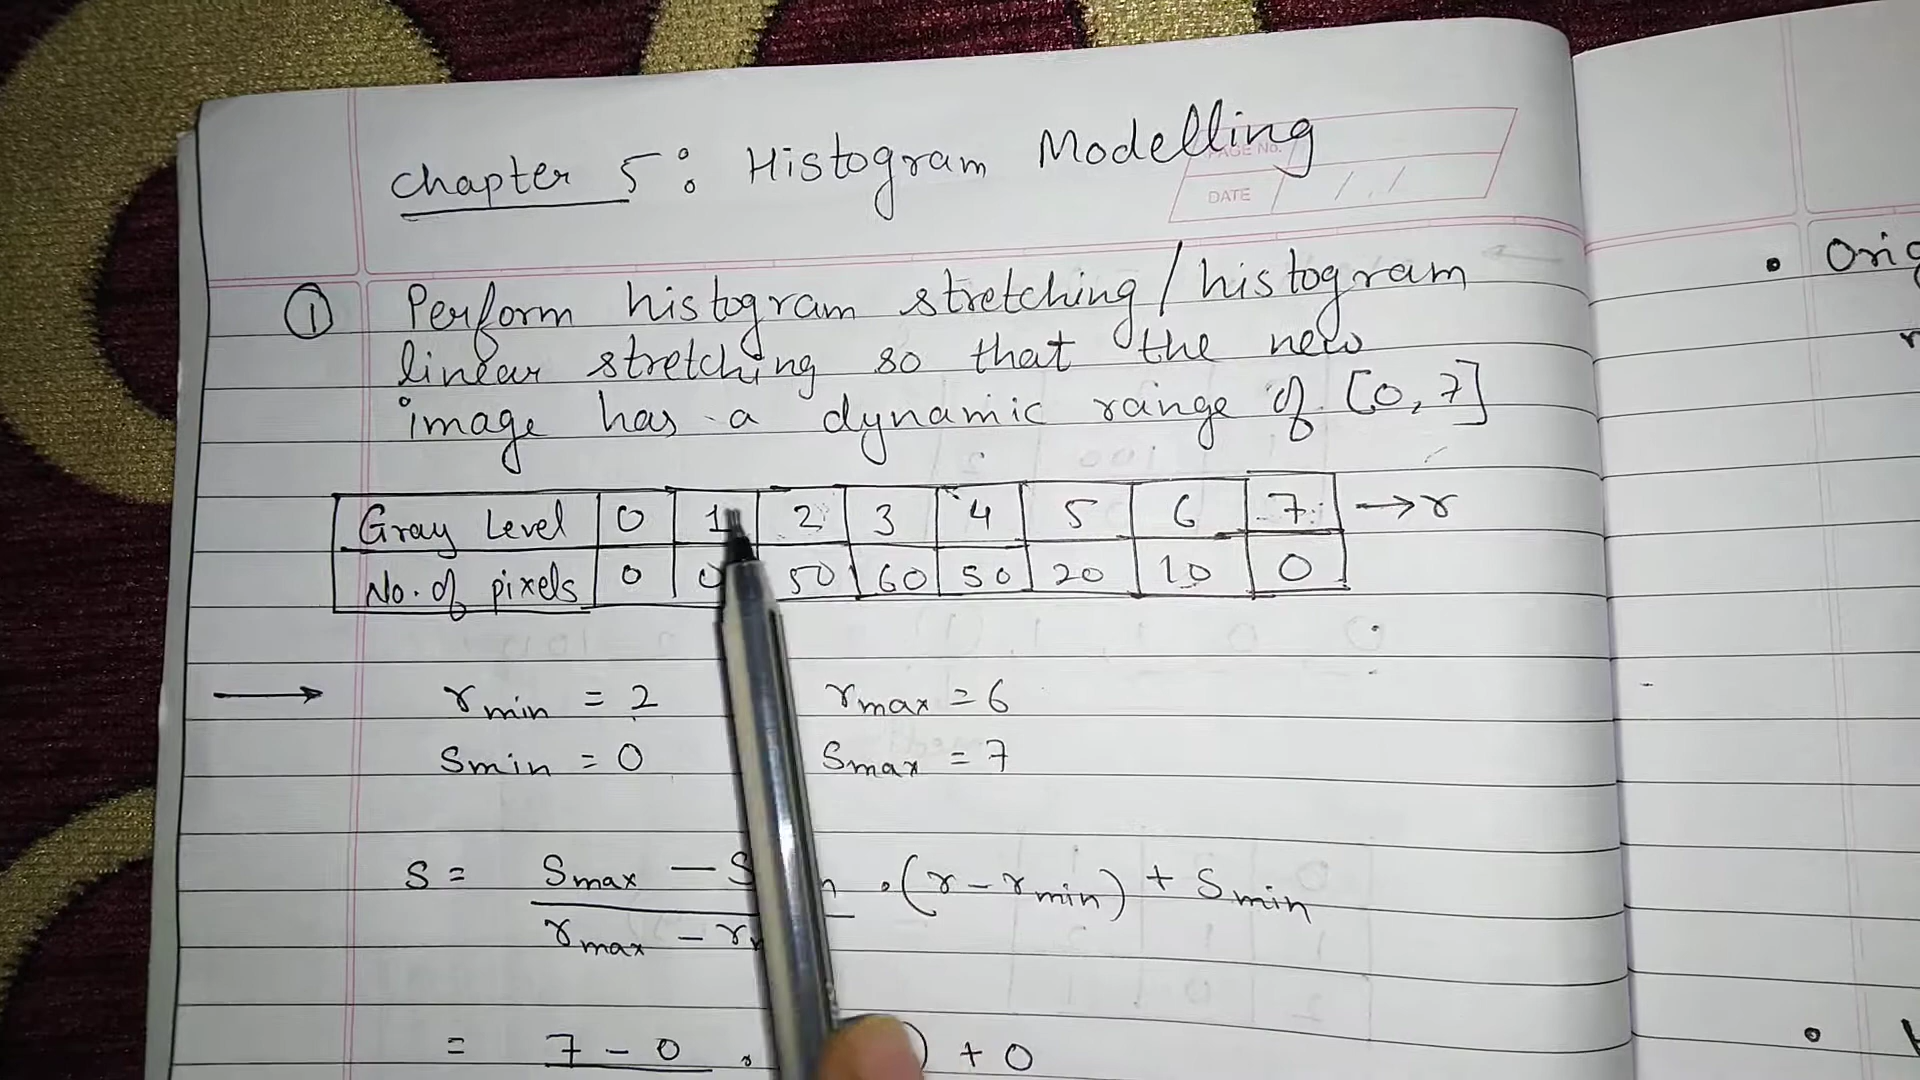 Chapter 5: Histogram Modelling
PAGE No.
DATE / /
① Perform histogram stretching / histogram
linear stretching so that the new
image has a dynamic range of [0, 7]
Gray Level 0 1 2 3 4 5 6 7 → r
No. of pixels 0 0 50 60 50 20 10 0
→ rmin = 2 rmax = 6
Smin = 0 Smax = 7
S = Smax - S .(r - rmin) + Smin
rmax - r
= 7 - 0 . ) + 0
• Orig